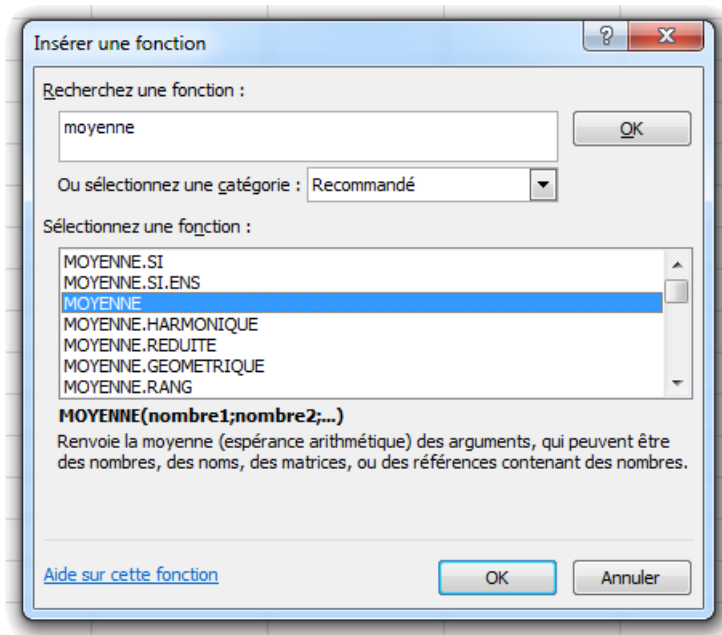 Insérer une fonction
Recherchez une fonction :
moyenne
OK
Ou sélectionnez une catégorie : Recommandé
Sélectionnez une fonction :
MOYENNE.SI
MOYENNE.SI.ENS
MOYENNE
MOYENNE.HARMONIQUE
MOYENNE.REDUITE
MOYENNE.GEOMETRIQUE
MOYENNE.RANG
MOYENNE(nombre1;nombre2;...)
Renvoie la moyenne (espérance arithmétique) des arguments, qui peuvent être
des nombres, des noms, des matrices, ou des références contenant des nombres.
Aide sur cette fonction
OK
Annuler